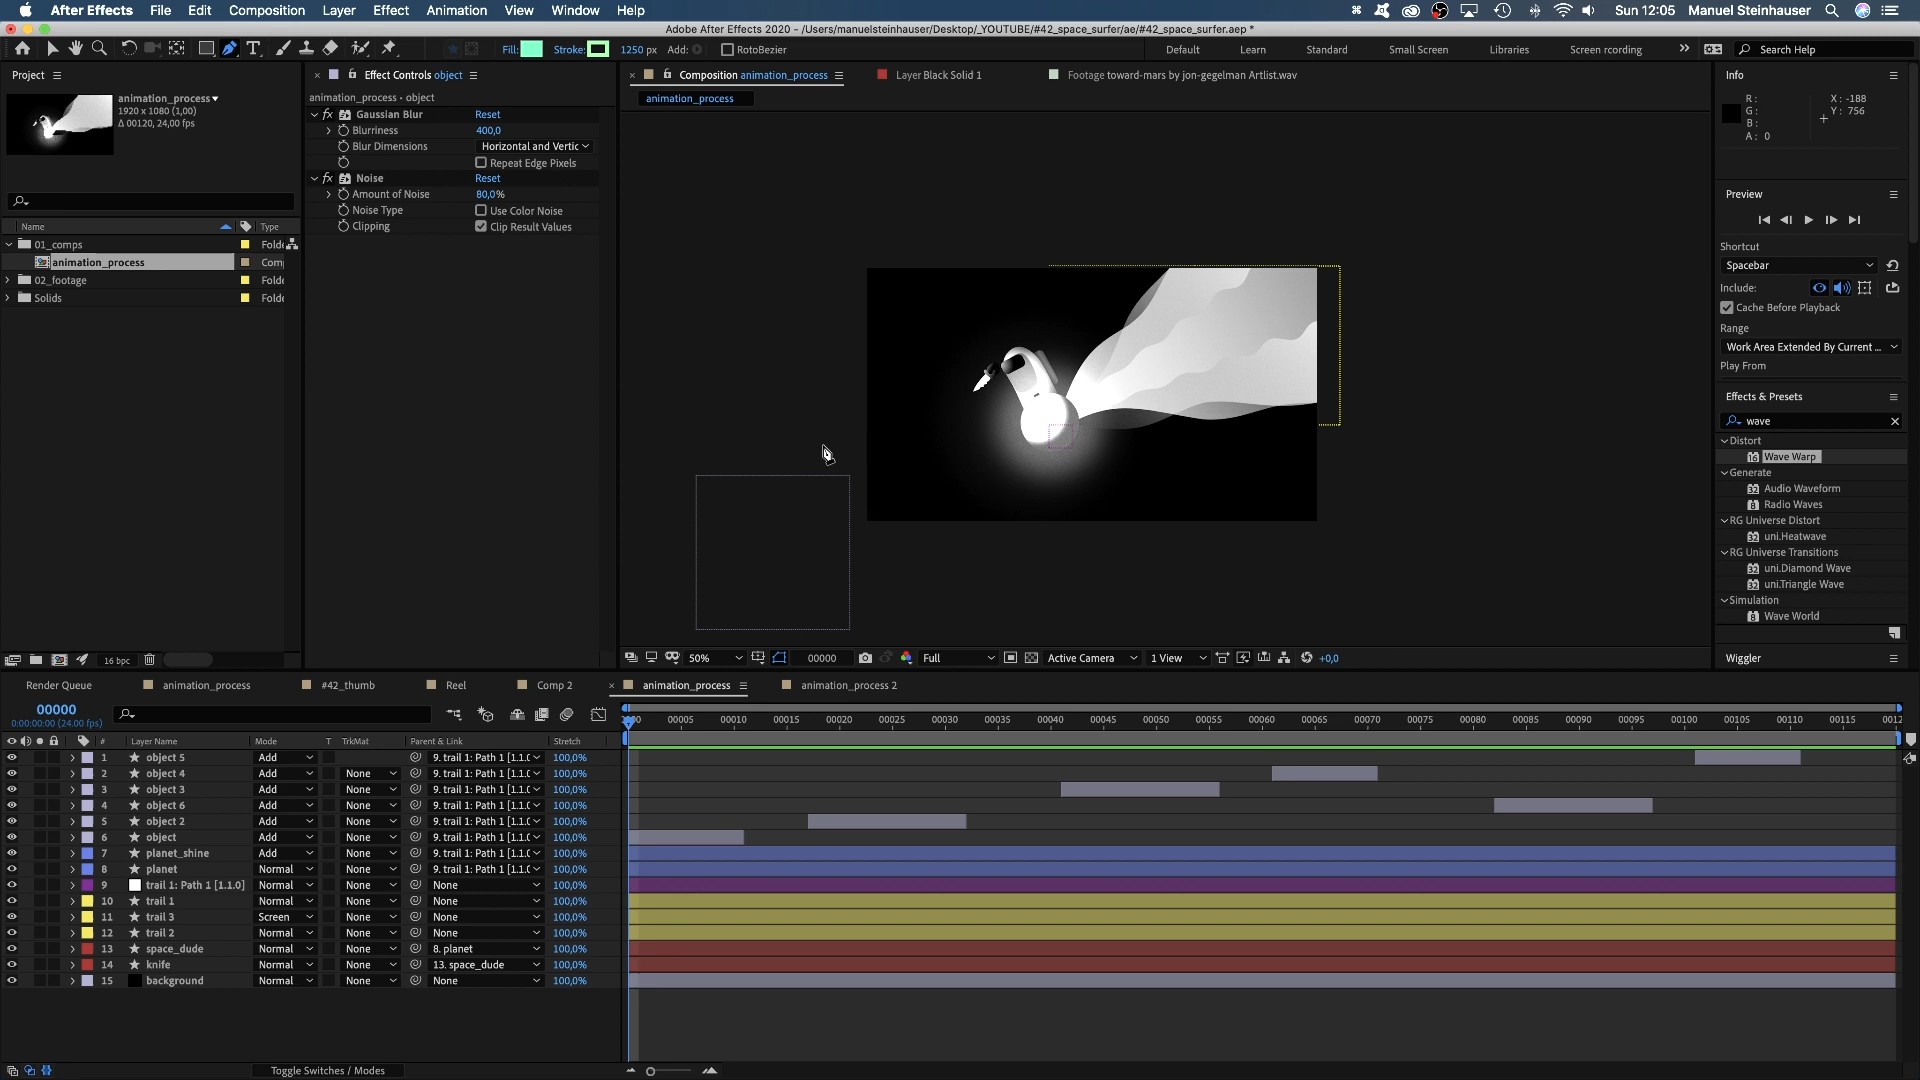 After Effects File Edit Composition Layer Effect Animation View Window Help Sun 12:05 Manuel Steinhauser
Adobe After Effects 2020 – /Users/manuelsteinhauser/Desktop/_YOUTUBE/#42_space_surfer/ae/#42_space_surfer.aep *
Fill: Stroke: 1250 px Add: RotoBezier Default Learn Standard Small Screen Libraries Screen rcording Search Help
Project
animation_process
1920 x 1080 (1,00)
Δ 00120, 24,00 fps
Name Type
01_comps Folde
animation_process Com
02_footage Folde
Solids Folde
16 bpc
Effect Controls object
animation_process • object
fx Gaussian Blur Reset
Blurriness 400,0
Blur Dimensions Horizontal and Vertic
Repeat Edge Pixels
fx Noise Reset
Amount of Noise 80,0%
Noise Type Use Color Noise
Clipping Clip Result Values
Composition animation_process Layer Black Solid 1 Footage toward-mars by jon-gegelman Artlist.wav
animation_process
50% 00000 Full Active Camera 1 View +0,0
Info
R: X: -188
G: Y: 756
B:
A: 0
Preview
Shortcut
Spacebar
Include:
Cache Before Playback
Range
Work Area Extended By Current ...
Play From
Effects & Presets
wave
Distort
Wave Warp
Generate
Audio Waveform
Radio Waves
RG Universe Distort
uni.Heatwave
RG Universe Transitions
uni.Diamond Wave
uni.Triangle Wave
Simulation
Wave World
Wiggler
Render Queue animation_process #42_thumb Reel Comp 2 animation_process animation_process 2
00000
0:00:00:00 (24.00 fps)
00005 00010 00015 00020 00025 00030 00035 00040 00045 00050 00055 00060 00065 00070 00075 00080 00085 00090 00095 00100 00105 00110 00115 0012
# Layer Name Mode T TrkMat Parent & Link Stretch
1 object 5 Add 9. trail 1: Path 1 [1.1.0 100,0%
2 object 4 Add None 9. trail 1: Path 1 [1.1.0 100,0%
3 object 3 Add None 9. trail 1: Path 1 [1.1.0 100,0%
4 object 6 Add None 9. trail 1: Path 1 [1.1.0 100,0%
5 object 2 Add None 9. trail 1: Path 1 [1.1.0 100,0%
6 object Add None 9. trail 1: Path 1 [1.1.0 100,0%
7 planet_shine Add None 9. trail 1: Path 1 [1.1.0 100,0%
8 planet Normal None 9. trail 1: Path 1 [1.1.0 100,0%
9 trail 1: Path 1 [1.1.0] Normal None None 100,0%
10 trail 1 Normal None None 100,0%
11 trail 3 Screen None None 100,0%
12 trail 2 Normal None None 100,0%
13 space_dude Normal None 8. planet 100,0%
14 knife Normal None 13. space_dude 100,0%
15 background Normal None None 100,0%
Toggle Switches / Modes